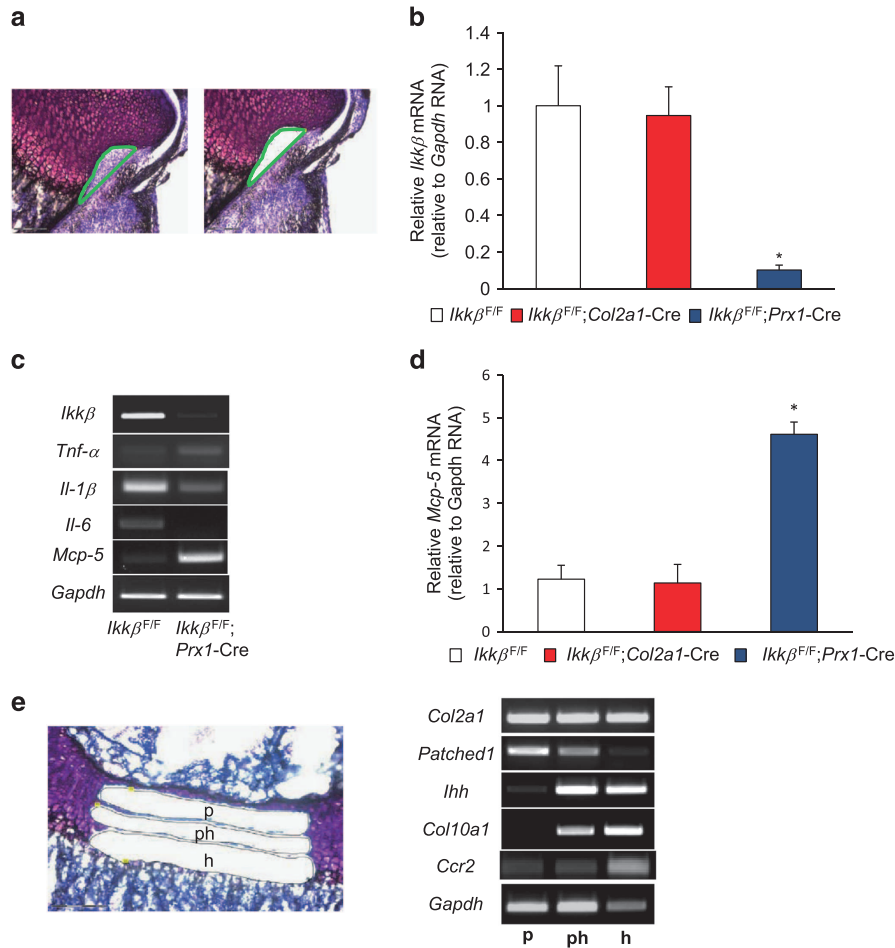 a
b
Relative Ikkβ mRNA
(relative to Gapdh RNA)
1.4
1.2
1
0.8
0.6
0.4
0.2
0
*
Ikkβ^F/F Ikkβ^F/F;Col2a1-Cre Ikkβ^F/F;Prx1-Cre
c
Ikkβ
Tnf-α
Il-1β
Il-6
Mcp-5
Gapdh
Ikkβ^F/F Ikkβ^F/F;
Prx1-Cre
d
Relative Mcp-5 mRNA
(relative to Gapdh RNA)
6
5
4
3
2
1
0
*
Ikkβ^F/F Ikkβ^F/F;Col2a1-Cre Ikkβ^F/F;Prx1-Cre
e
p
ph
h
Col2a1
Patched1
Ihh
Col10a1
Ccr2
Gapdh
p ph h